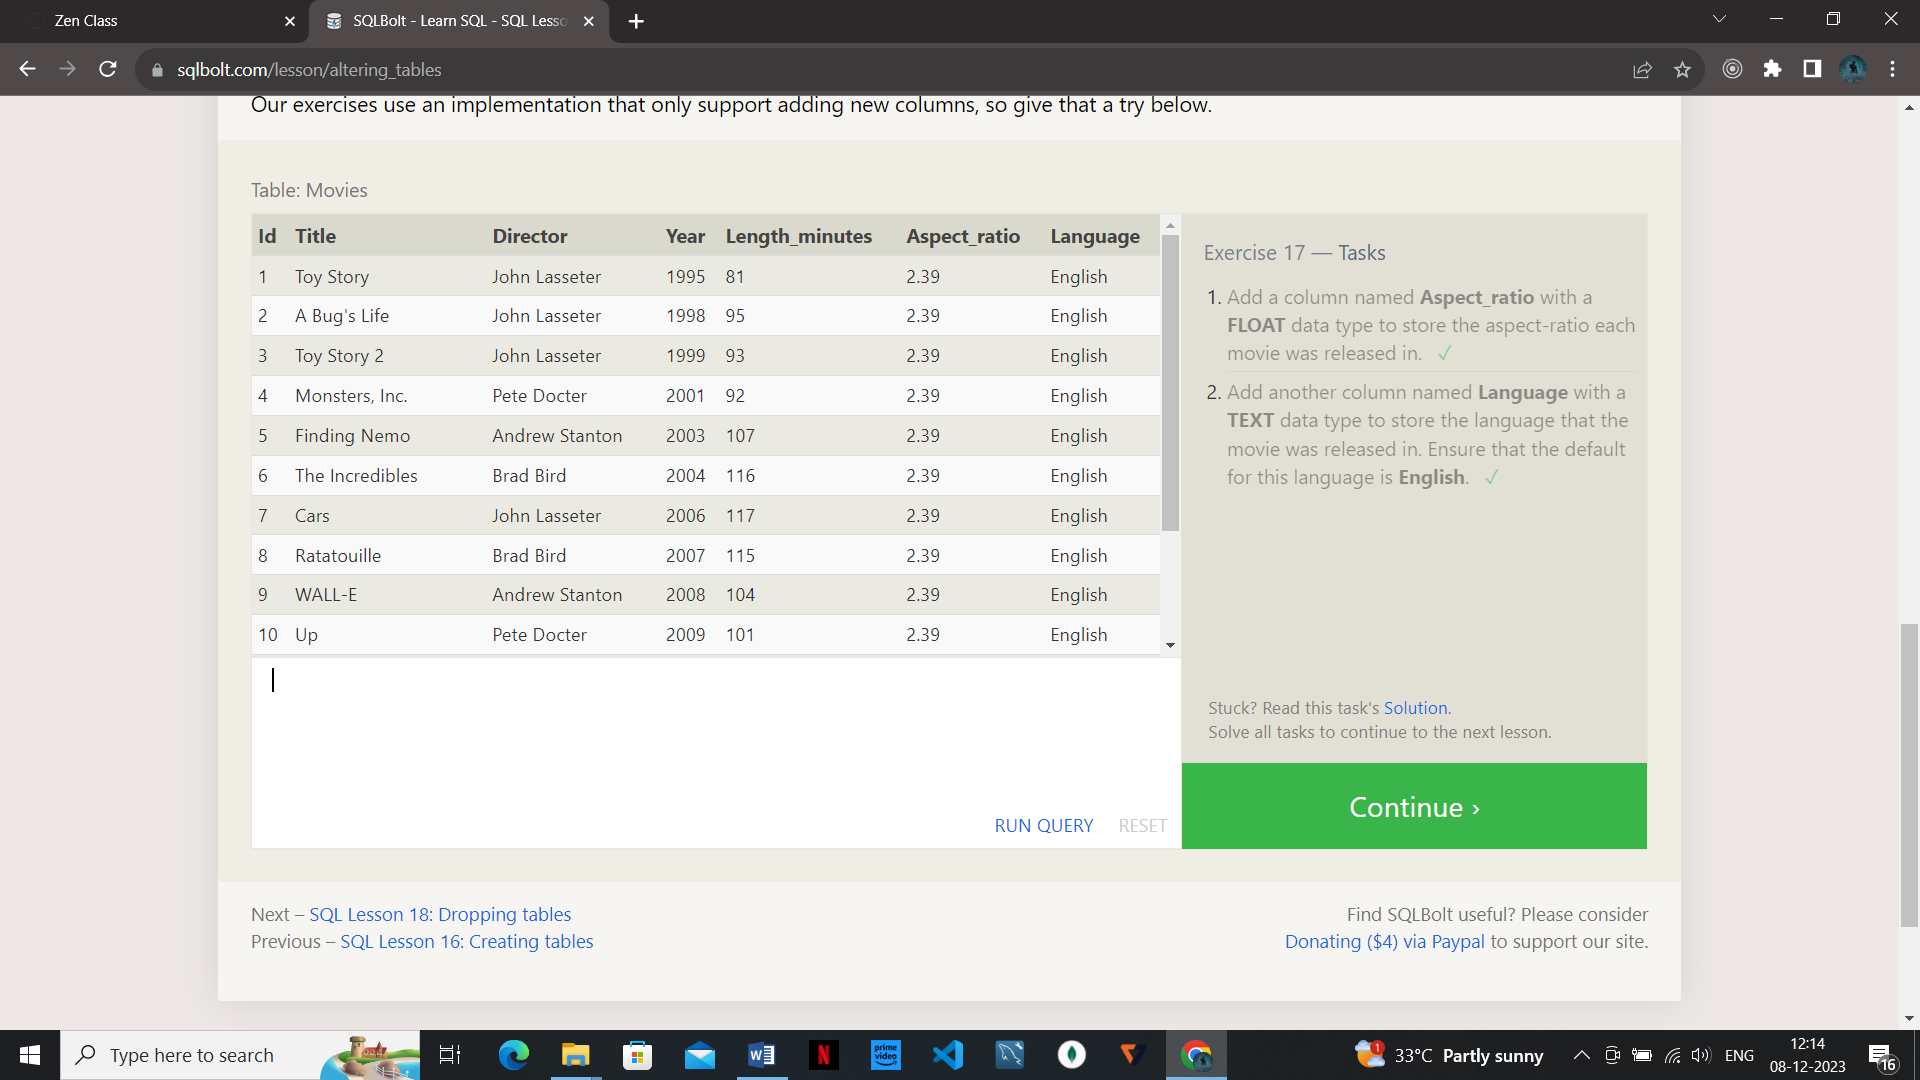 Zen Class
SQLBolt - Learn SQL - SQL Lesso
sqlbolt.com/lesson/altering_tables
Our exercises use an implementation that only support adding new columns, so give that a try below.
Table: Movies
Id Title Director Year Length_minutes Aspect_ratio Language
1 Toy Story John Lasseter 1995 81 2.39 English
2 A Bug's Life John Lasseter 1998 95 2.39 English
3 Toy Story 2 John Lasseter 1999 93 2.39 English
4 Monsters, Inc. Pete Docter 2001 92 2.39 English
5 Finding Nemo Andrew Stanton 2003 107 2.39 English
6 The Incredibles Brad Bird 2004 116 2.39 English
7 Cars John Lasseter 2006 117 2.39 English
8 Ratatouille Brad Bird 2007 115 2.39 English
9 WALL-E Andrew Stanton 2008 104 2.39 English
10 Up Pete Docter 2009 101 2.39 English
RUN QUERY RESET
Exercise 17 — Tasks
1. Add a column named Aspect_ratio with a
FLOAT data type to store the aspect-ratio each
movie was released in. ✓
2. Add another column named Language with a
TEXT data type to store the language that the
movie was released in. Ensure that the default
for this language is English. ✓
Stuck? Read this task's Solution.
Solve all tasks to continue to the next lesson.
Continue ›
Next – SQL Lesson 18: Dropping tables
Previous – SQL Lesson 16: Creating tables
Find SQLBolt useful? Please consider
Donating ($4) via Paypal to support our site.
Type here to search
prime video
1
33°C Partly sunny
ENG
12:14
08-12-2023
16